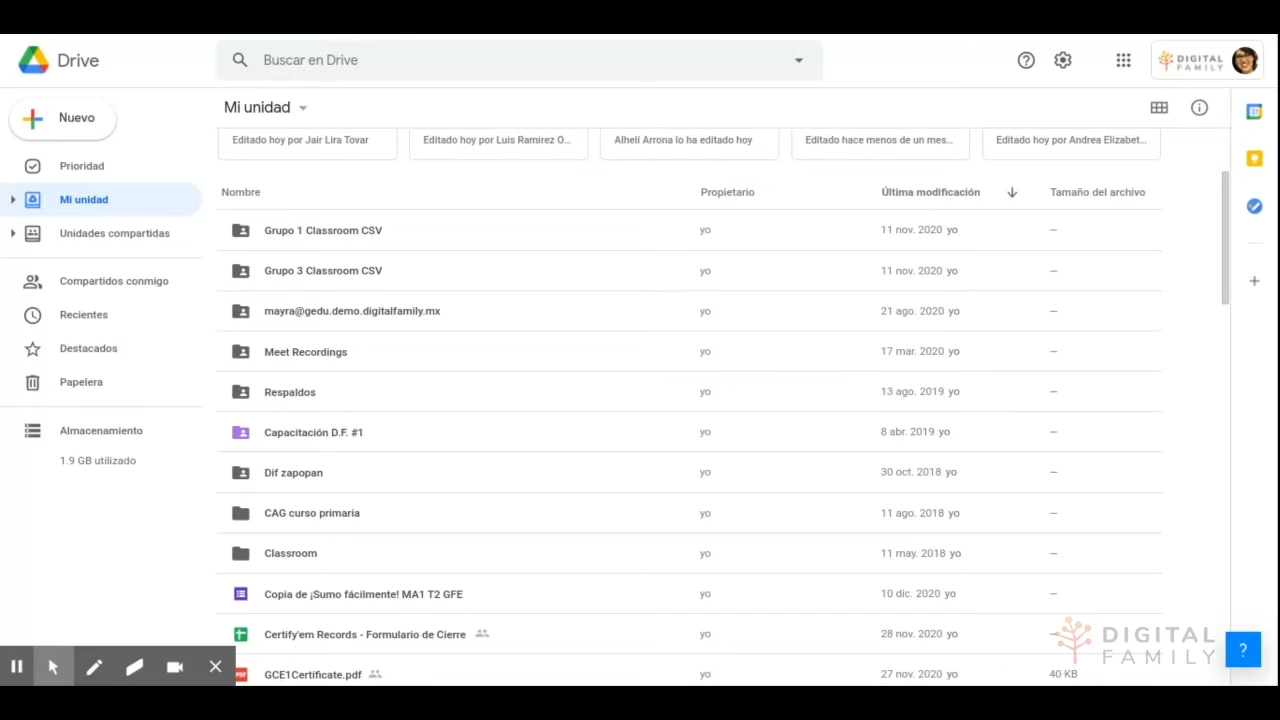 Drive
Buscar en Drive
DIGITAL
FAMILY
Nuevo
Mi unidad
Editado hoy por Jair Lira Tovar
Editado hoy por Luis Ramírez O...
Alhelí Arrona lo ha editado hoy
Editado hace menos de un mes...
Editado hoy por Andrea Elizabet...
Prioridad
Mi unidad
Unidades compartidas
Compartidos conmigo
Recientes
Destacados
Papelera
Almacenamiento
1.9 GB utilizado
Nombre Propietario Última modificación Tamaño del archivo
Grupo 1 Classroom CSV yo 11 nov. 2020 yo —
Grupo 3 Classroom CSV yo 11 nov. 2020 yo —
mayra@gedu.demo.digitalfamily.mx yo 21 ago. 2020 yo —
Meet Recordings yo 17 mar. 2020 yo —
Respaldos yo 13 ago. 2019 yo —
Capacitación D.F. #1 yo 8 abr. 2019 yo —
Dif zapopan yo 30 oct. 2018 yo —
CAG curso primaria yo 11 ago. 2018 yo —
Classroom yo 11 may. 2018 yo —
Copia de ¡Sumo fácilmente! MA1 T2 GFE yo 10 dic. 2020 yo —
Certify'em Records - Formulario de Cierre yo 28 nov. 2020 yo —
PDF GCE1Certificate.pdf yo 27 nov. 2020 yo 40 KB
DIGITAL
FAMILY
?